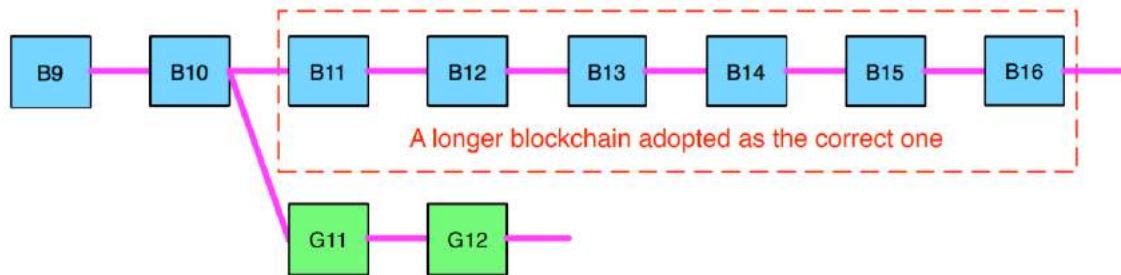 B9 B10 B11 B12 B13 B14 B15 B16
A longer blockchain adopted as the correct one
G11 G12